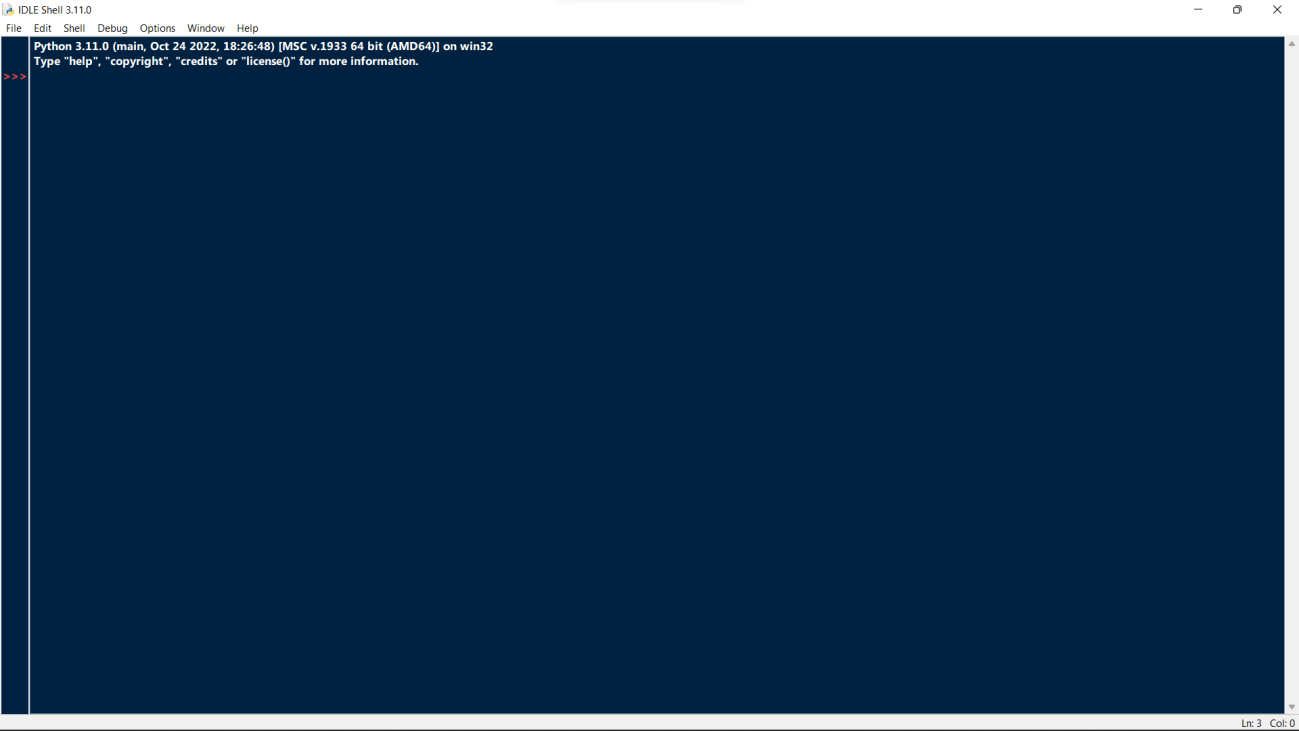 IDLE Shell 3.11.0
File Edit Shell Debug Options Window Help
Python 3.11.0 (main, Oct 24 2022, 18:26:48) [MSC v.1933 64 bit (AMD64)] on win32
Type "help", "copyright", "credits" or "license()" for more information.
>>>
Ln: 3 Col: 0